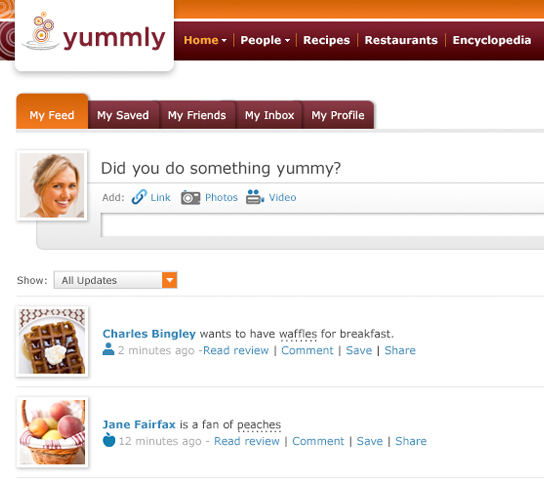 yummly
Home People Recipes Restaurants Encyclopedia
My Feed My Saved My Friends My Inbox My Profile
Did you do something yummy?
Add: Link Photos Video
Show: All Updates
Charles Bingley wants to have waffles for breakfast.
2 minutes ago -Read review | Comment | Save | Share
Jane Fairfax is a fan of peaches
12 minutes ago - Read review | Comment | Save | Share